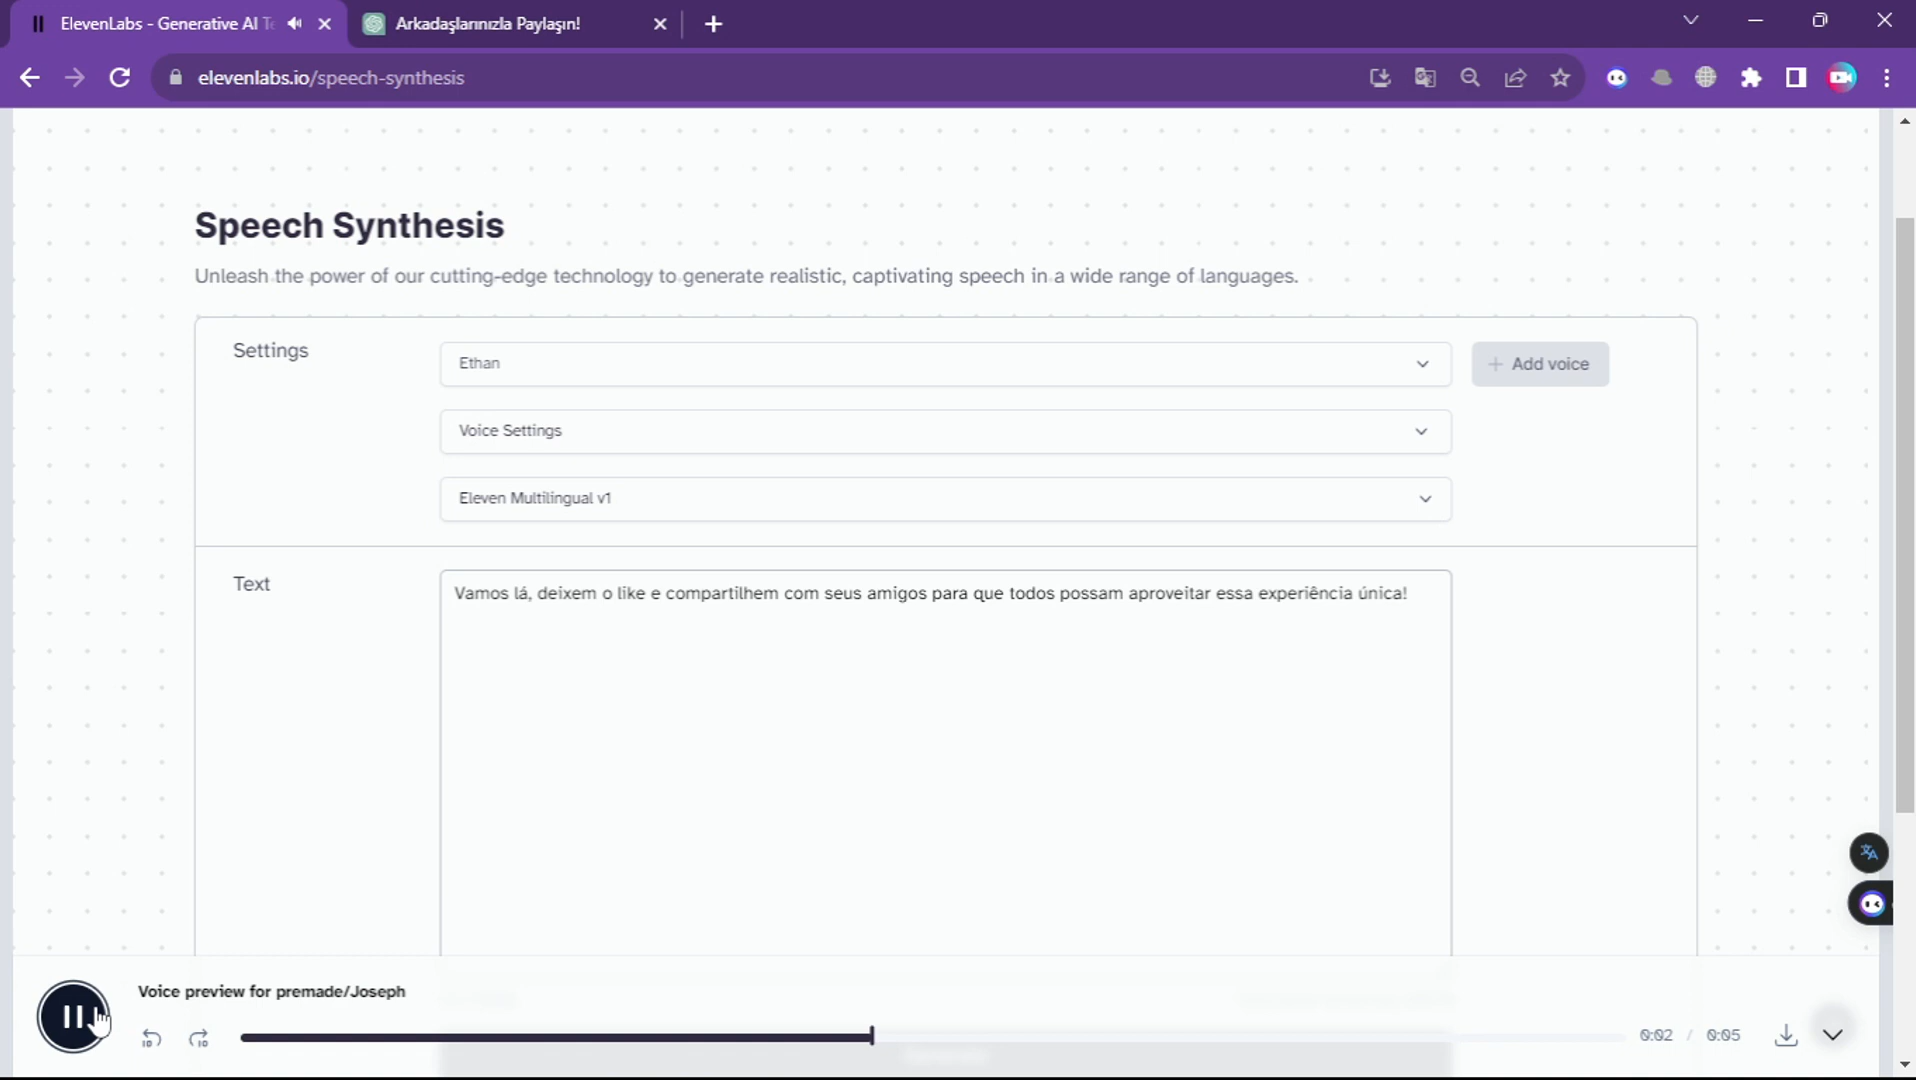 ElevenLabs - Generative AI Te
Arkadaşlarınızla Paylaşın!
elevenlabs.io/speech-synthesis
Speech Synthesis
Unleash the power of our cutting-edge technology to generate realistic, captivating speech in a wide range of languages.
Settings
Ethan
+ Add voice
Voice Settings
Eleven Multilingual v1
Text
Vamos lá, deixem o like e compartilhem com seus amigos para que todos possam aproveitar essa experiência única!
Voice preview for premade/Joseph
10
10
0:02 / 0:05